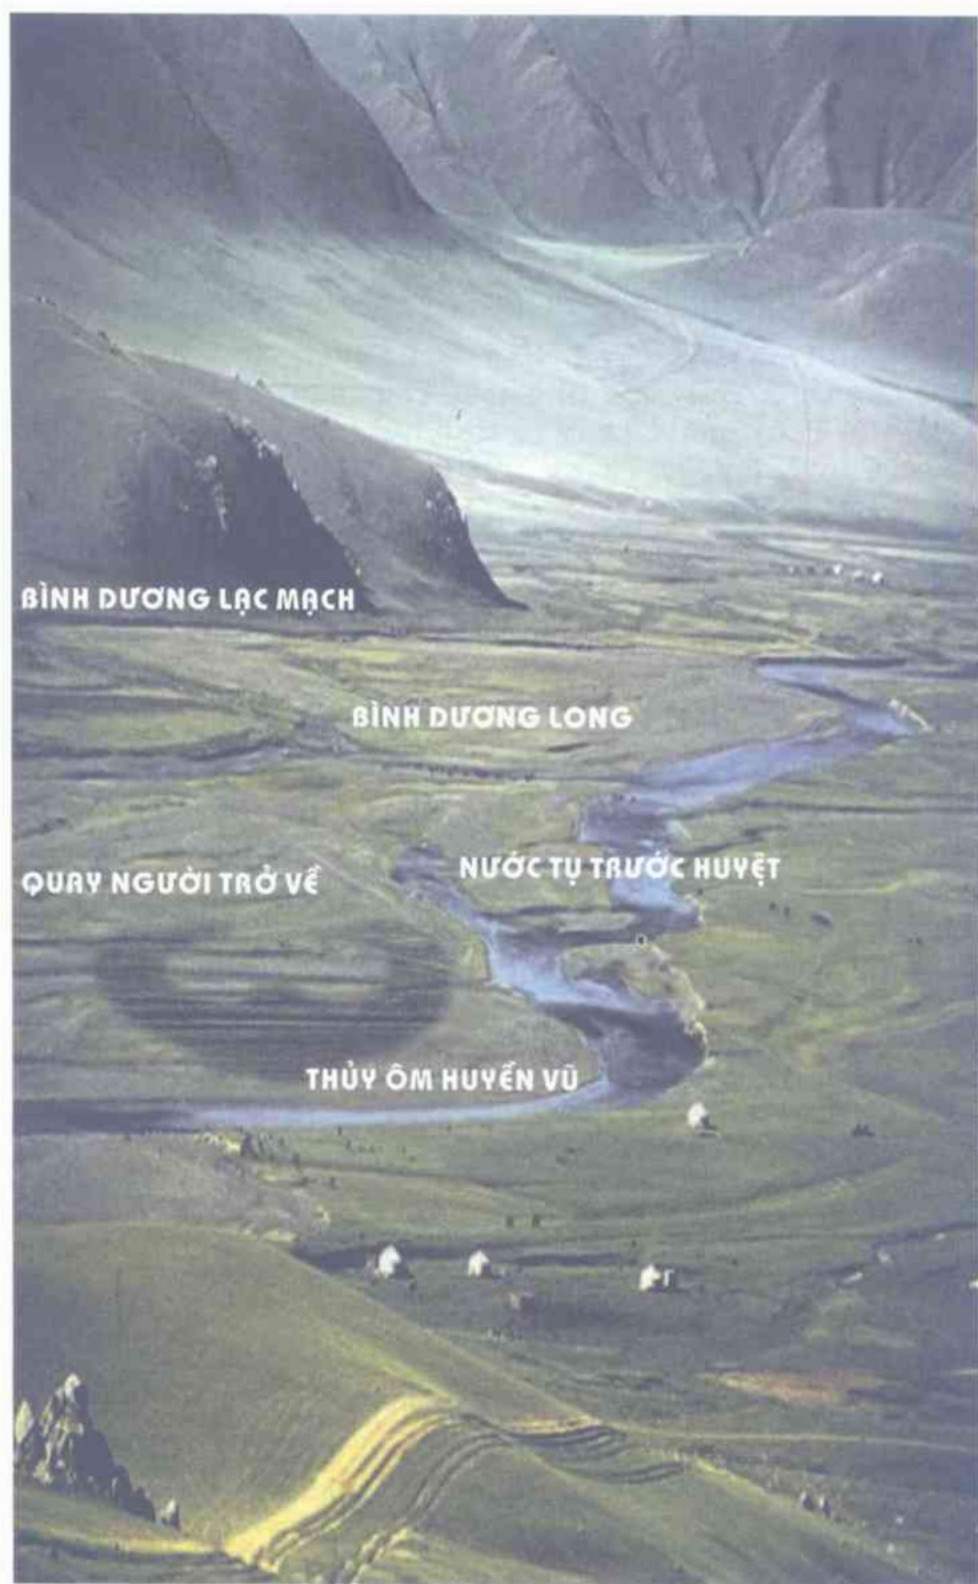 BÌNH DƯƠNG LẠC MẠCH
BÌNH DƯƠNG LONG
QUAY NGƯỜI TRỞ VỀ
NƯỚC TỤ TRƯỚC HUYỆT
THỦY ÔM HUYỀN VŨ